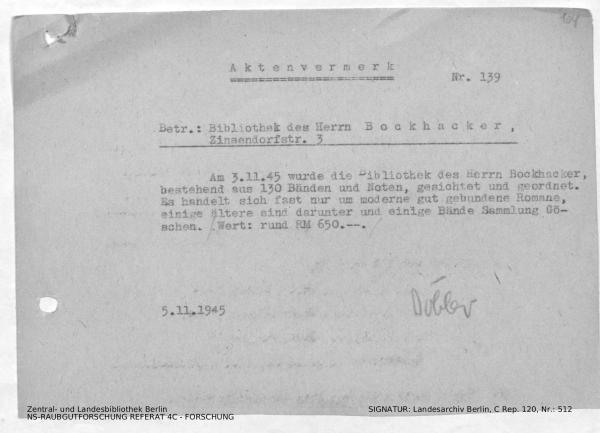 104
Aktenvermerk
Nr. 139
Betr.: Bibliothek des Herrn Bockhacker,
Zinsendorfstr. 3
Am 3.11.45 wurde die Bibliothek des Herrn Bockhacker,
bestehend aus 130 Bänden und Noten, gesichtet und geordnet.
Es handelt sich fast nur um moderne gut gebundene Romane,
einige ältere sind darunter und einige Bände Sammlung Gö-
schen. Wert: rund RM 650.--.
5.11.1945
Zentral- und Landesbibliothek Berlin
NS-RAUBGUTFORSCHUNG REFERAT 4C - FORSCHUNG
SIGNATUR: Landesarchiv Berlin, C Rep. 120, Nr.: 512